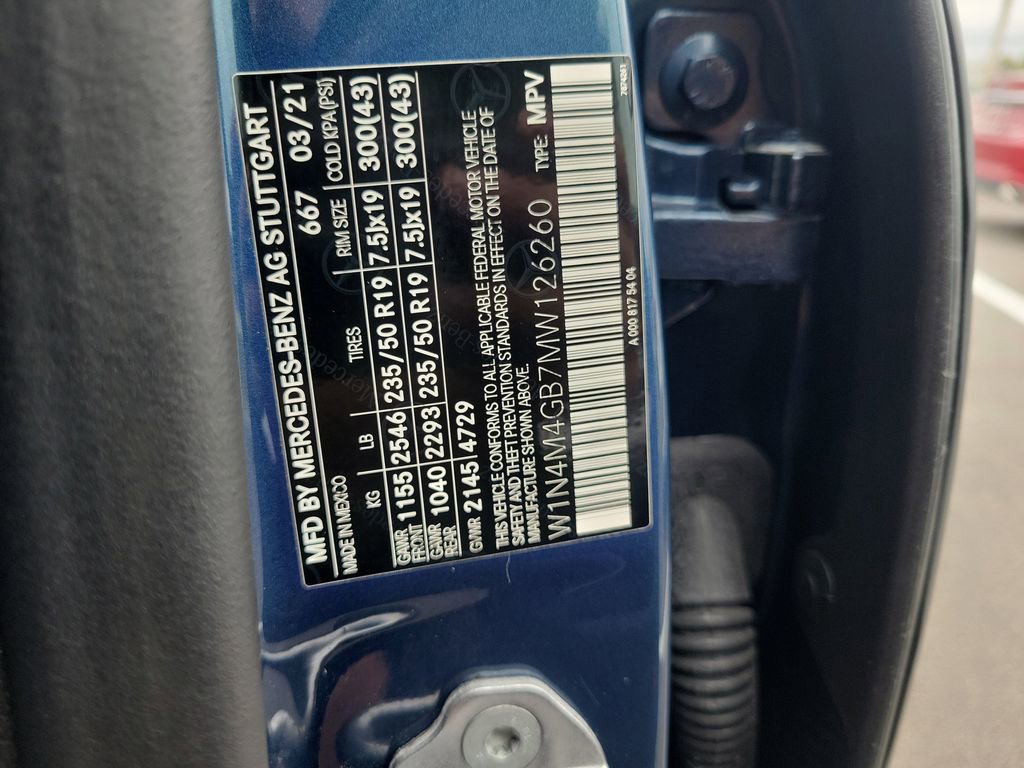 MFD BY MERCEDES-BENZ AG STUTTGART
MADE IN MEXICO 667 03/21
KG LB TIRES RIM SIZE COLD KPA(PSI)
GAWR FRONT 1155 2546 235/50 R19 7.5Jx19 300(43)
GAWR REAR 1040 2293 235/50 R19 7.5Jx19 300(43)
GVWR 2145 4729
THIS VEHICLE CONFORMS TO ALL APPLICABLE FEDERAL MOTOR VEHICLE
SAFETY AND THEFT PREVENTION STANDARDS IN EFFECT ON THE DATE OF
MANUFACTURE SHOWN ABOVE.
W1N4M4GB7MW126260 TYPE: MPV
A 000 817 54 04